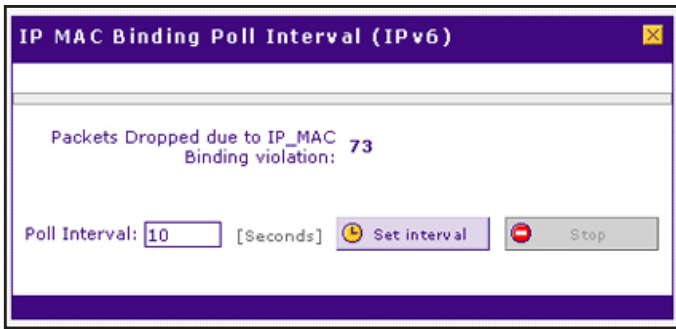 IP MAC Binding Poll Interval (IPv6)
Packets Dropped due to IP_MAC
Binding violation: 73
Poll Interval: 10 [Seconds] Set interval Stop